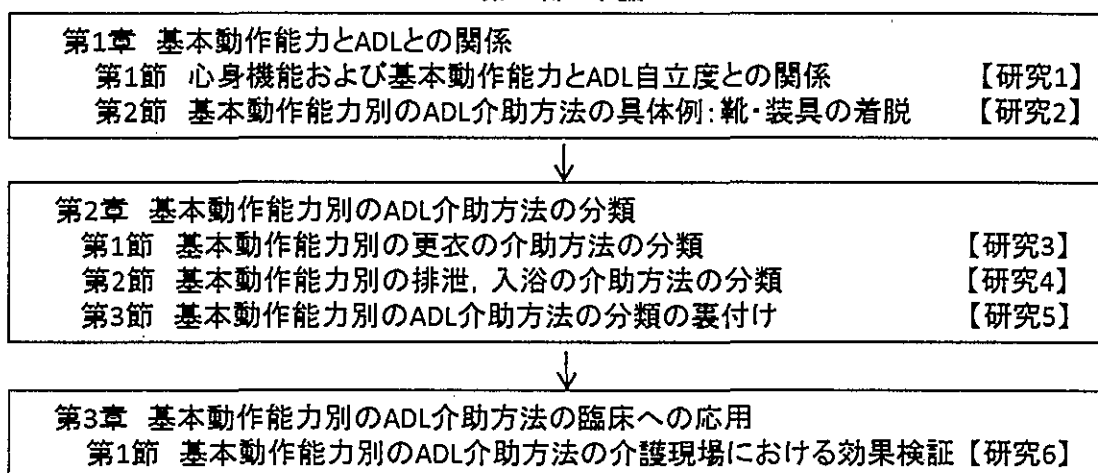 第1章 基本動作能力とADLとの関係
第1節 心身機能および基本動作能力とADL自立度との関係 【研究1】
第2節 基本動作能力別のADL介助方法の具体例:靴・装具の着脱 【研究2】
第2章 基本動作能力別のADL介助方法の分類
第1節 基本動作能力別の更衣の介助方法の分類 【研究3】
第2節 基本動作能力別の排泄, 入浴の介助方法の分類 【研究4】
第3節 基本動作能力別のADL介助方法の分類の裏付け 【研究5】
第3章 基本動作能力別のADL介助方法の臨床への応用
第1節 基本動作能力別のADL介助方法の介護現場における効果検証【研究6】